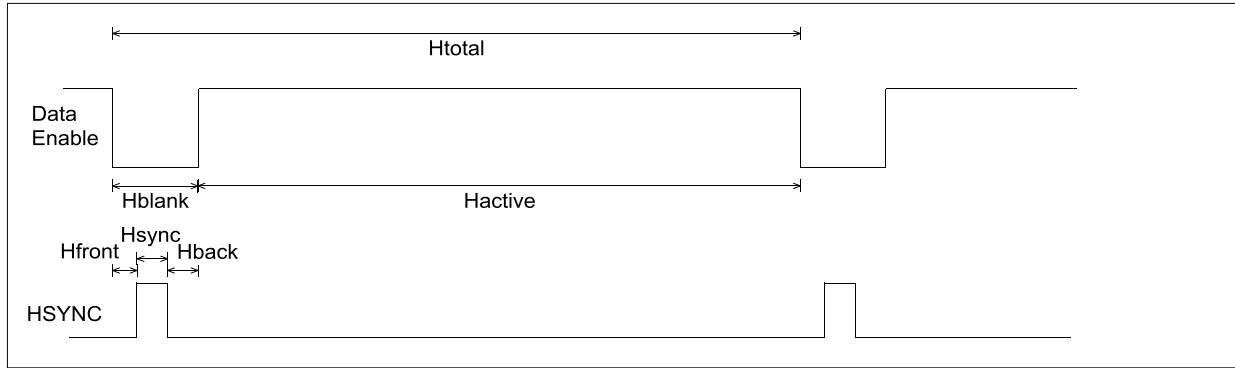 Htotal
Data
Enable
Hblank
Hactive
Hsync
Hfront
Hback
HSYNC